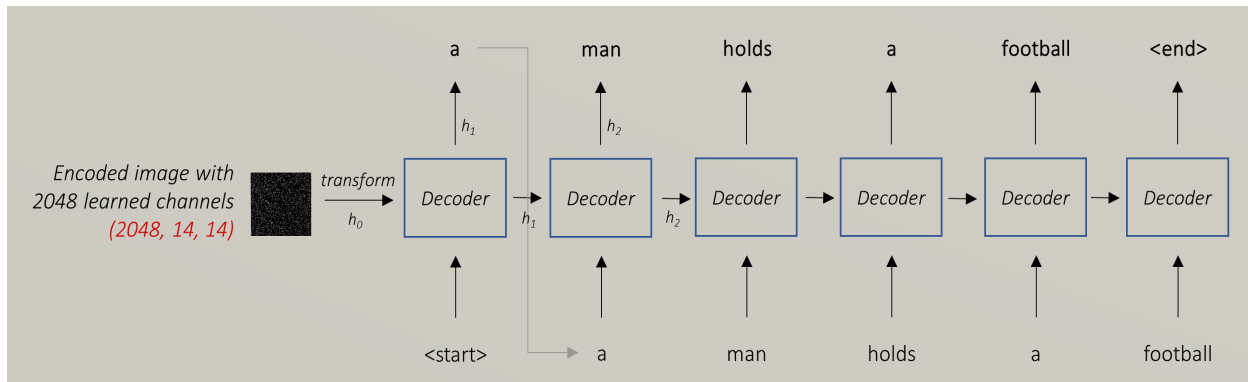 a man holds a football <end>
h1 h2
Encoded image with
2048 learned channels
(2048, 14, 14)
transform
h0
Decoder Decoder Decoder Decoder Decoder Decoder
h1 h2
<start> a man holds a football